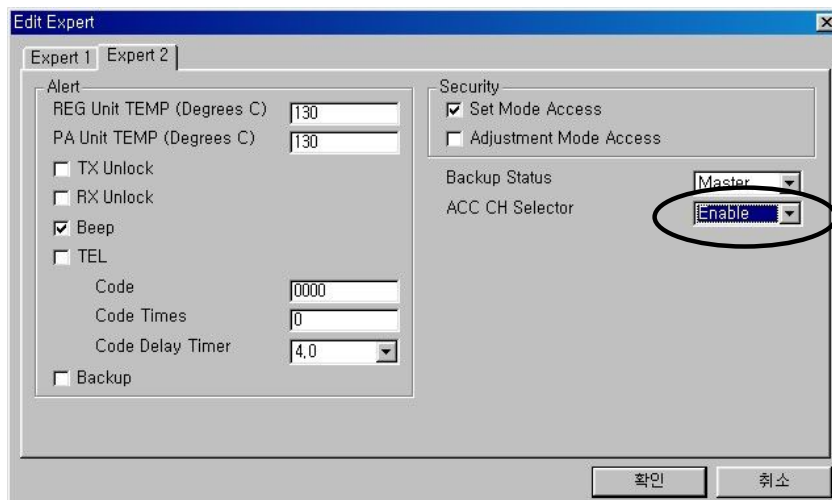 Edit Expert
Expert 1 Expert 2
Alert
REG Unit TEMP (Degrees C) 130
PA Unit TEMP (Degrees C) 130
TX Unlock
RX Unlock
Beep
TEL
Code 0000
Code Times 0
Code Delay Timer 4,0
Backup
Security
Set Mode Access
Adjustment Mode Access
Backup Status Master
ACC CH Selector Enable
확인 취소